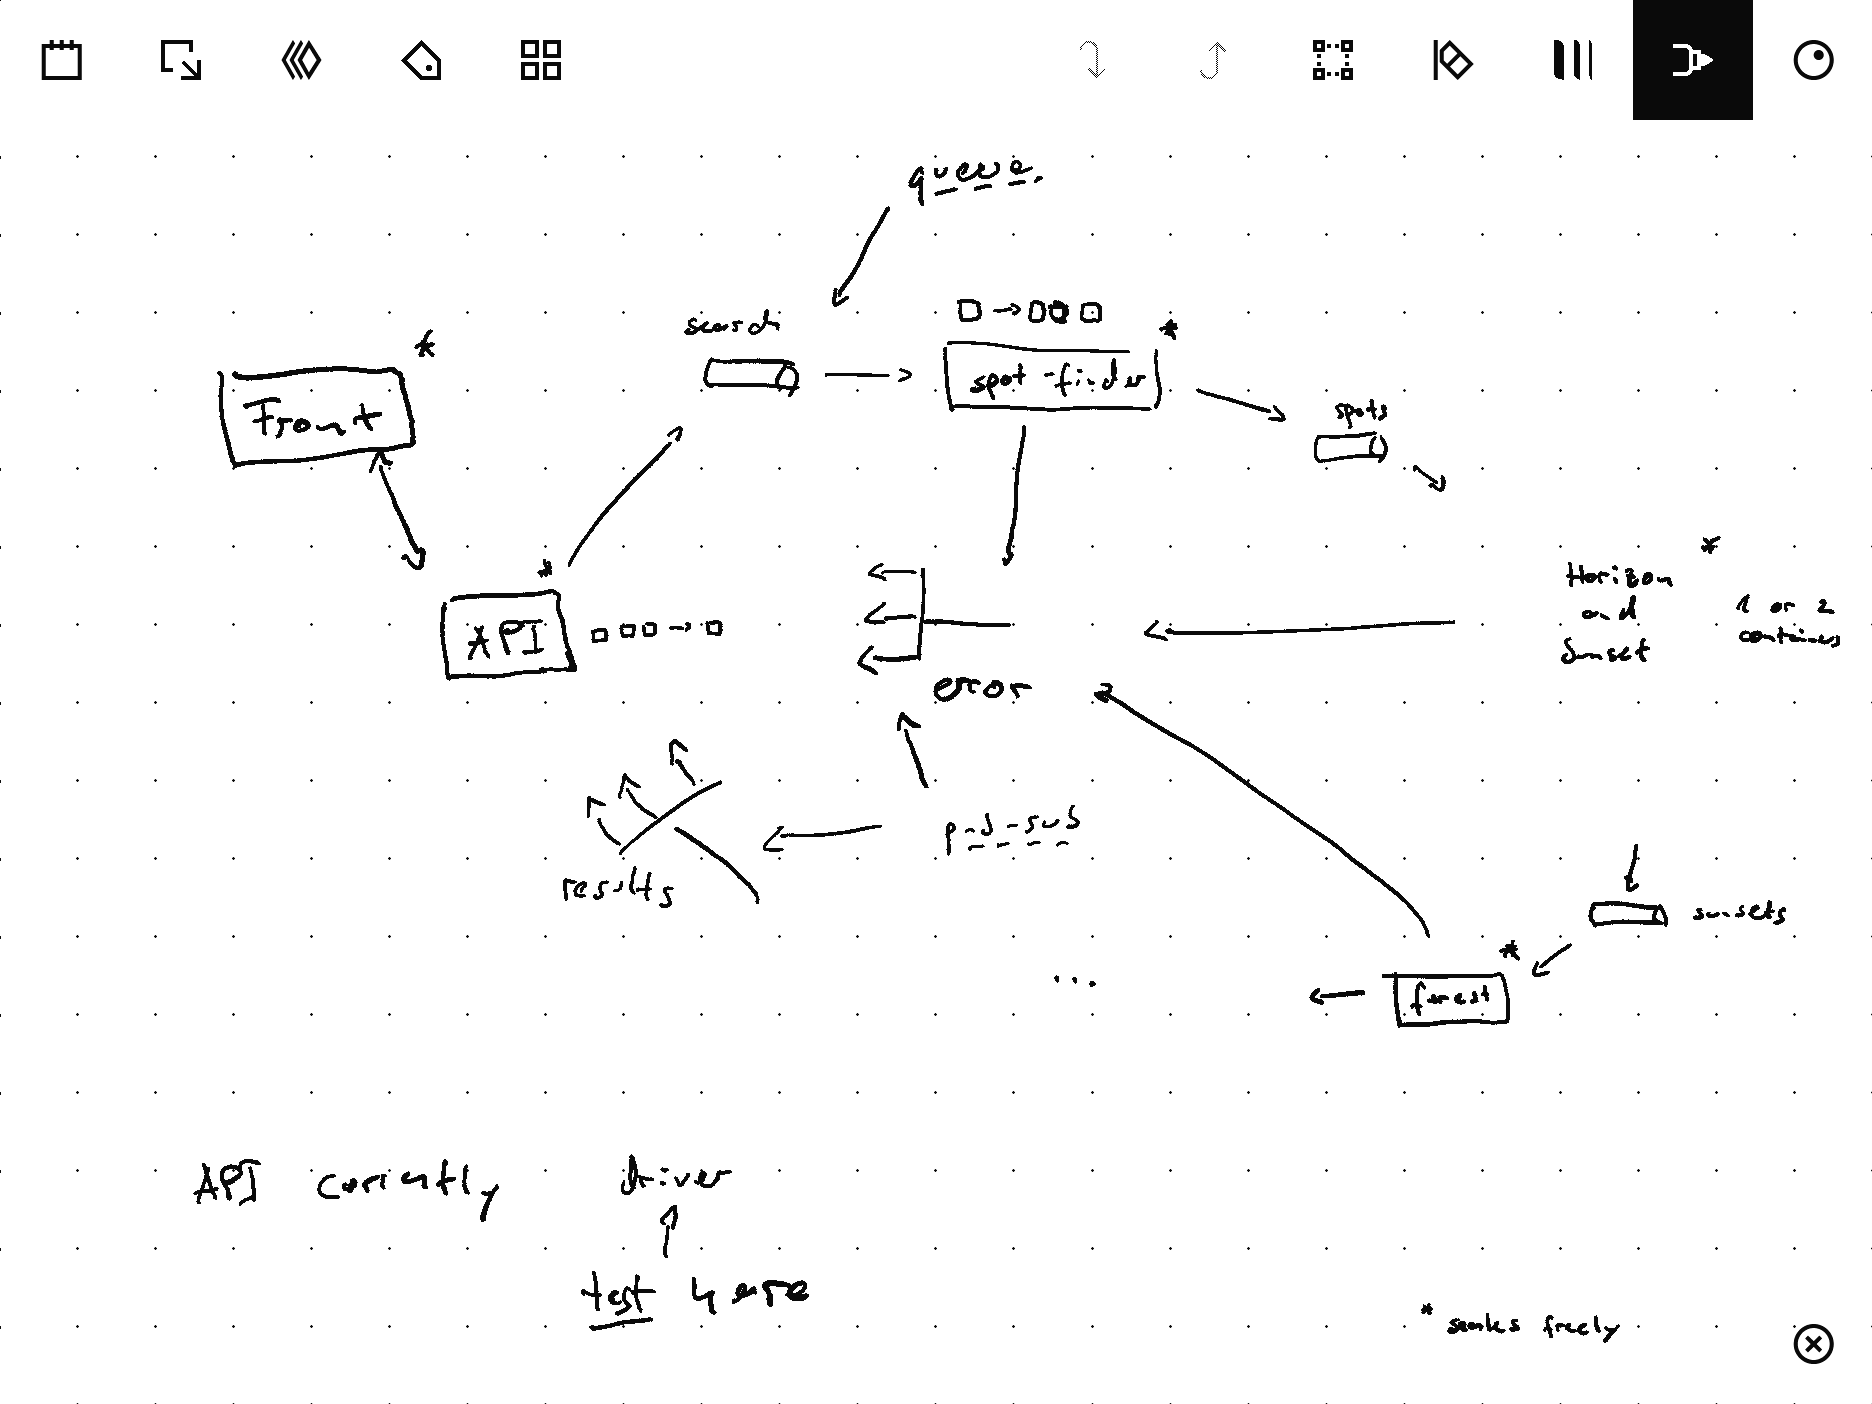 queue.
search
*
*
Front
spot-finder
spots
*
*
Horizon
and
Sunset
1 or 2
containers
API
error
pub-sub
results
sunsets
*
forest
...
API currently
driver
test here
* scales freely